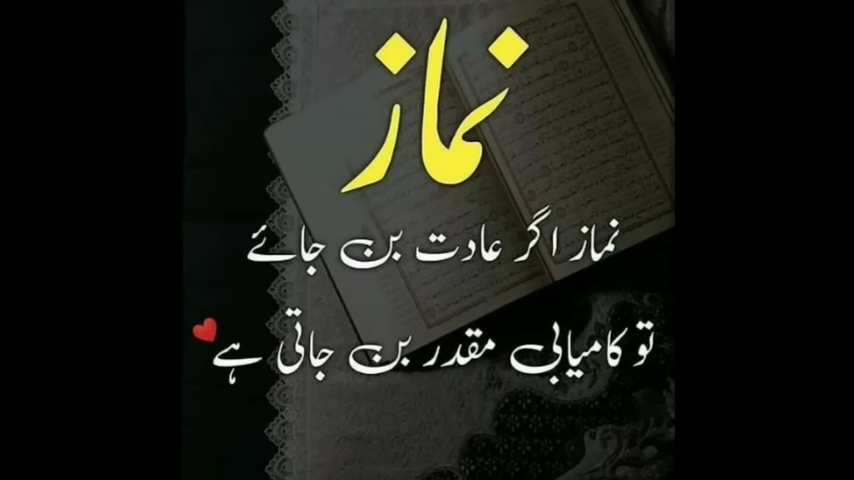 نماز
نماز اگر عادت بن جائے
تو کامیابی مقدر بن جاتی ہے